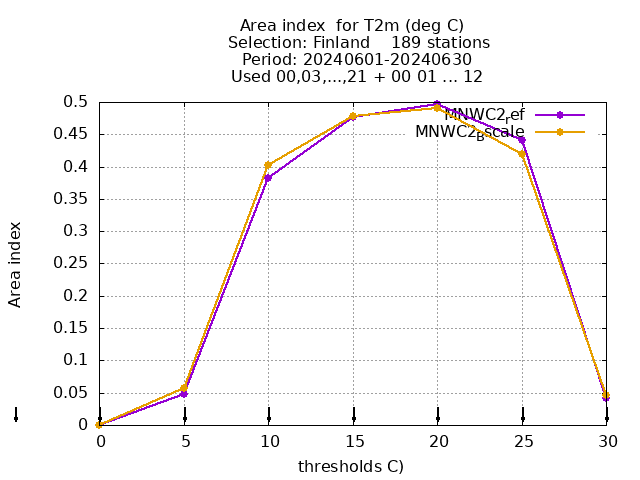 Area index  for T2m (deg C)
Selection: Finland    189 stations
Period: 20240601-20240630
Used 00,03,...,21 + 00 01 ... 12
MNWC2ref
MNWC2Bscale
0.5
0.45
0.4
0.35
0.3
0.25
0.2
0.15
0.1
0.05
0
Area index
0 5 10 15 20 25 30
thresholds C)